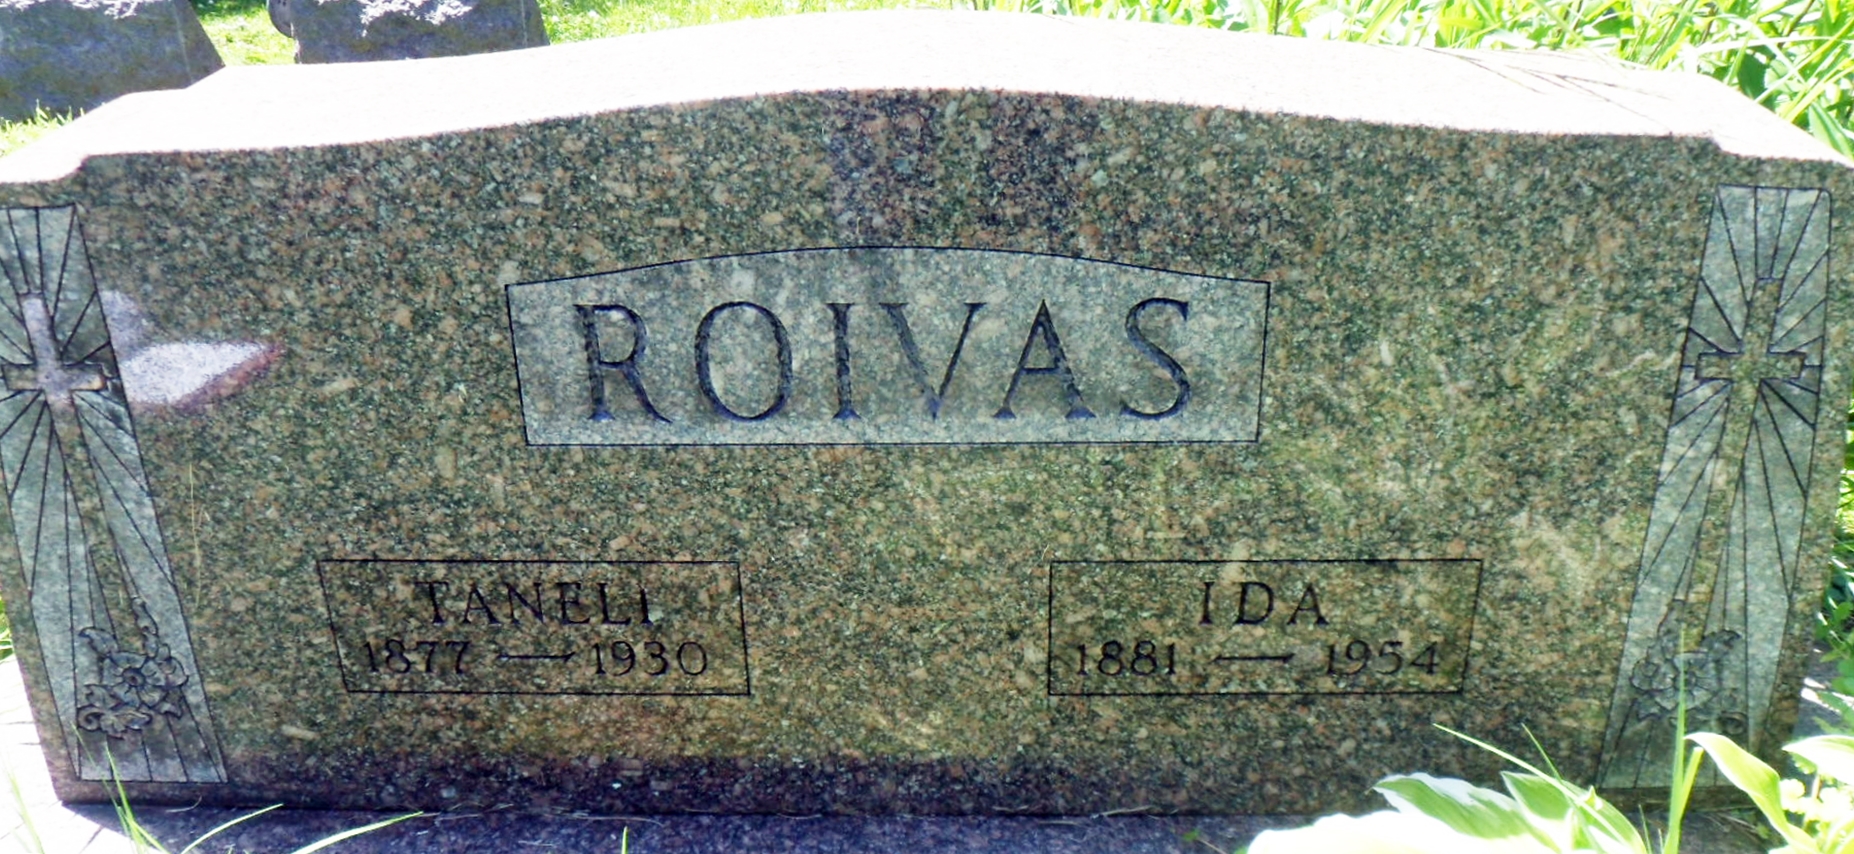 ROIVAS
TANELI
1877 — 1930
IDA
1881 — 1954